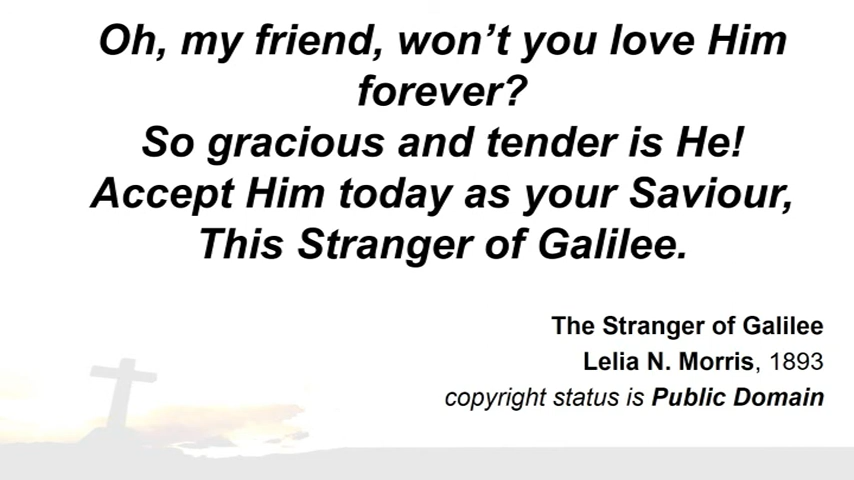 Oh, my friend, won’t you love Him
forever?
So gracious and tender is He!
Accept Him today as your Saviour,
This Stranger of Galilee.
The Stranger of Galilee
Lelia N. Morris, 1893
copyright status is Public Domain